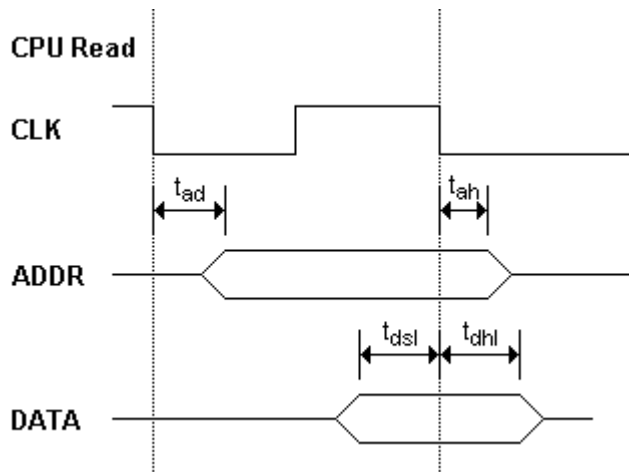 CPU Read
CLK
tad
tah
ADDR
tdsl
tdhl
DATA